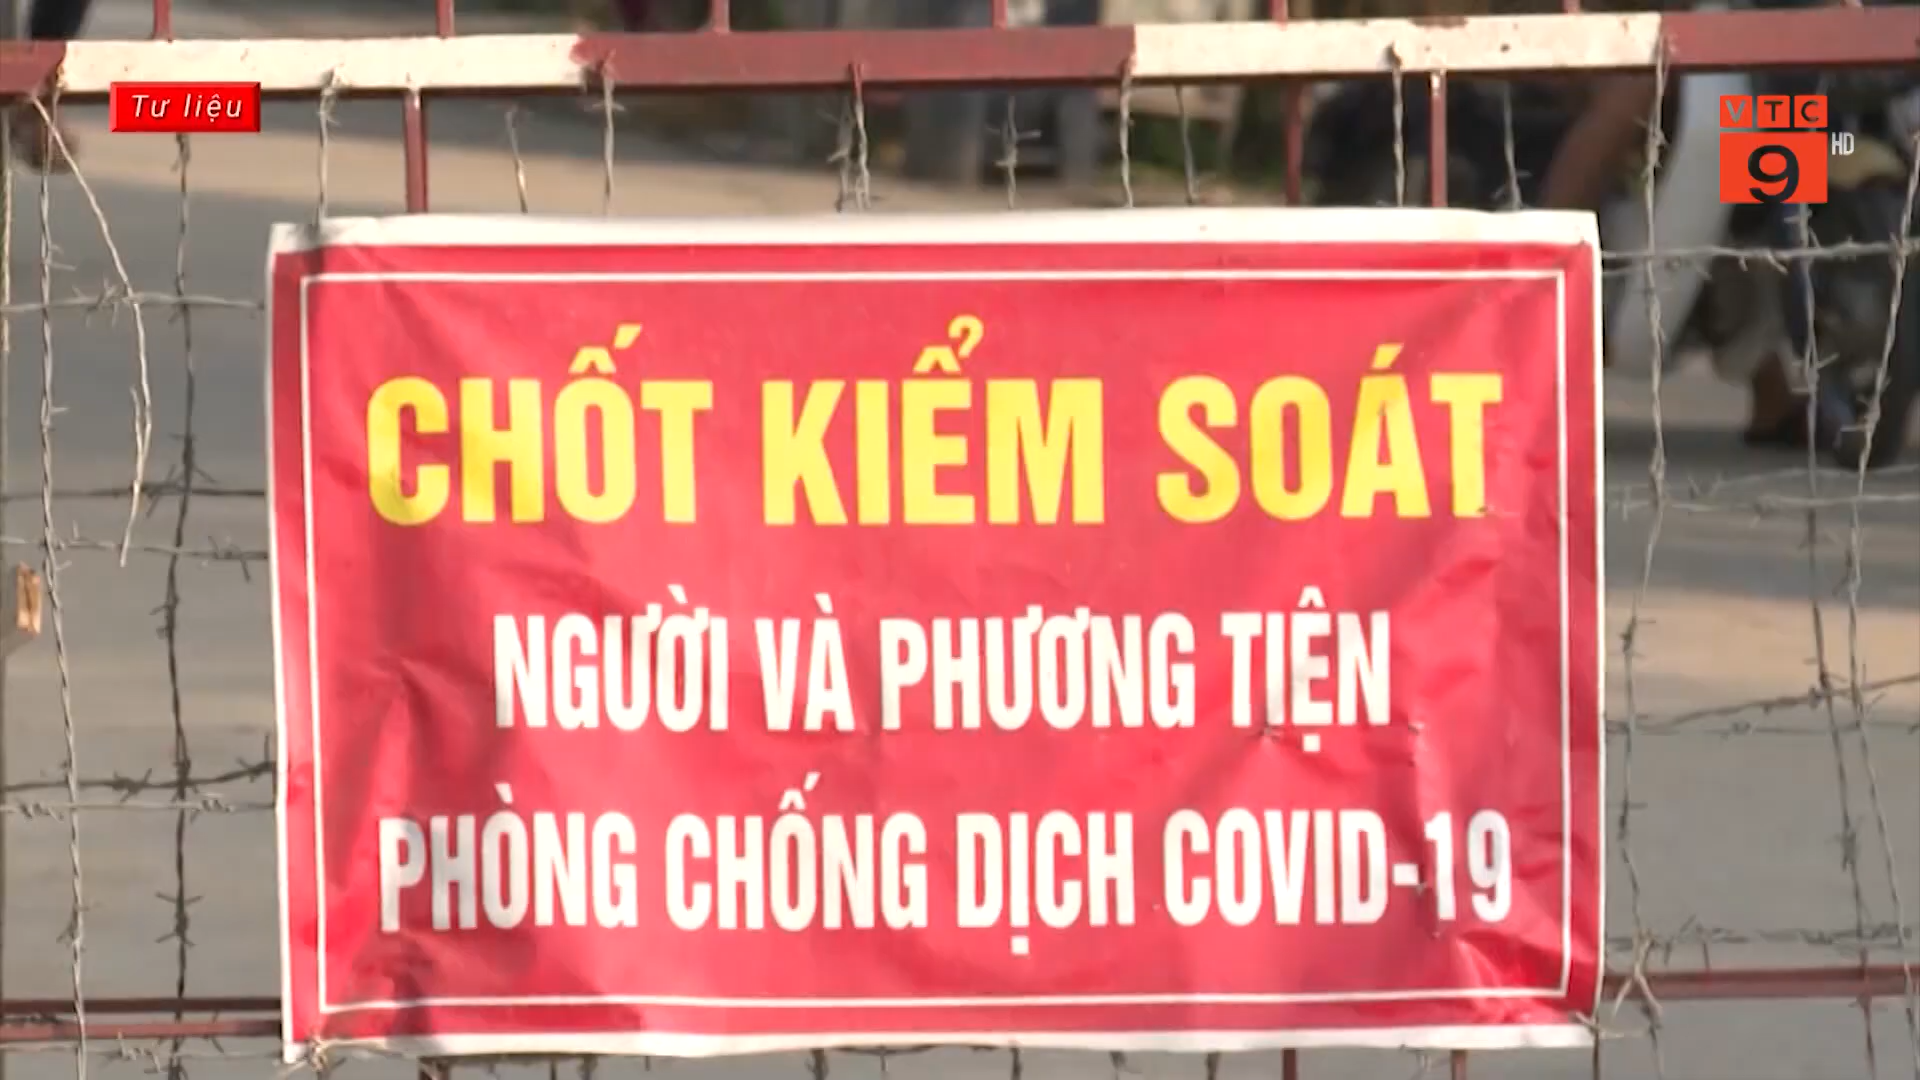 Tư liệu
VTC
9 HD
CHỐT KIỂM SOÁT
NGƯỜI VÀ PHƯƠNG TIỆN
PHÒNG CHỐNG DỊCH COVID-19